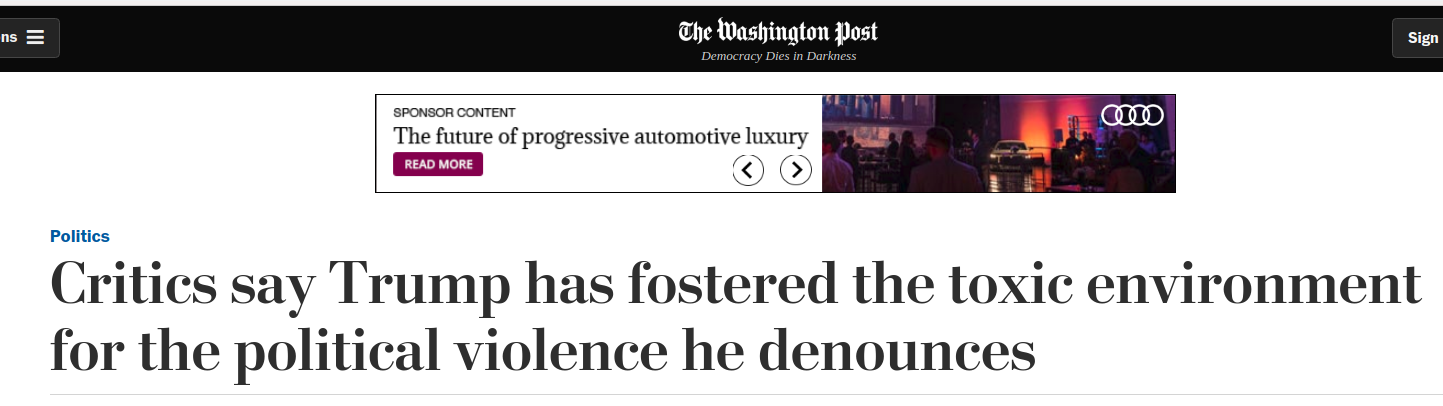 ns
The Washington Post
Sign
Democracy Dies in Darkness
SPONSOR CONTENT
The future of progressive automotive luxury
READ MORE
Politics
Critics say Trump has fostered the toxic environment
for the political violence he denounces